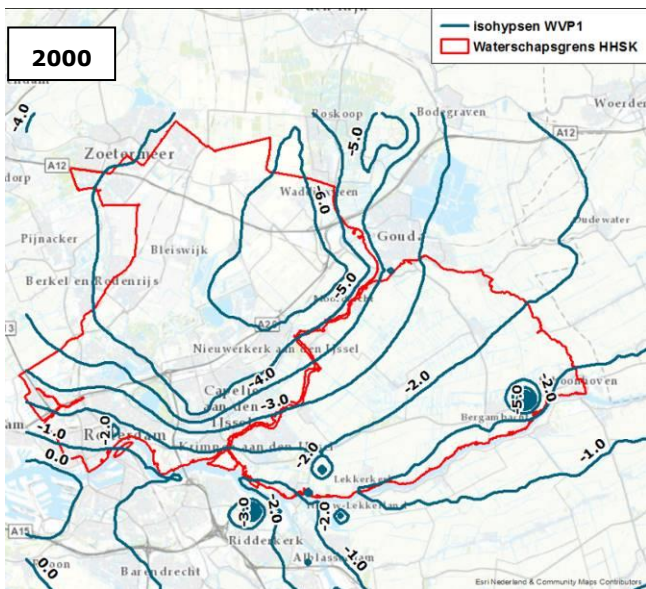 isohypsen WVP1
Waterschapsgrens HHSK
2000
Woerden
-4.0
Boskoop
Bodegraven
-5.0
A12
Zoetermeer
A12
Waddinxveen
-6.0
Oudewater
Gouda
Pijnacker
Bleiswijk
-5.0
Berkel en Rodenrijs
Moordrecht
A20
Nieuwerkerk aan den IJssel
-4.0
-2.0
-2.0
Schoonhoven
Capelle
aan den
IJssel
-3.0
-5.0
Bergambacht
-2.0
-1.0
Rotterdam
Krimpen aan den IJssel
-1.0
0.0
-2.0
Lekkerkerk
-3.0
-2.0
Nieuw-Lekkerland
-2.0
A15
Ridderkerk
-1.0
Alblasserdam
0.0
Barendrecht
Esri Nederland & Community Maps Contributors